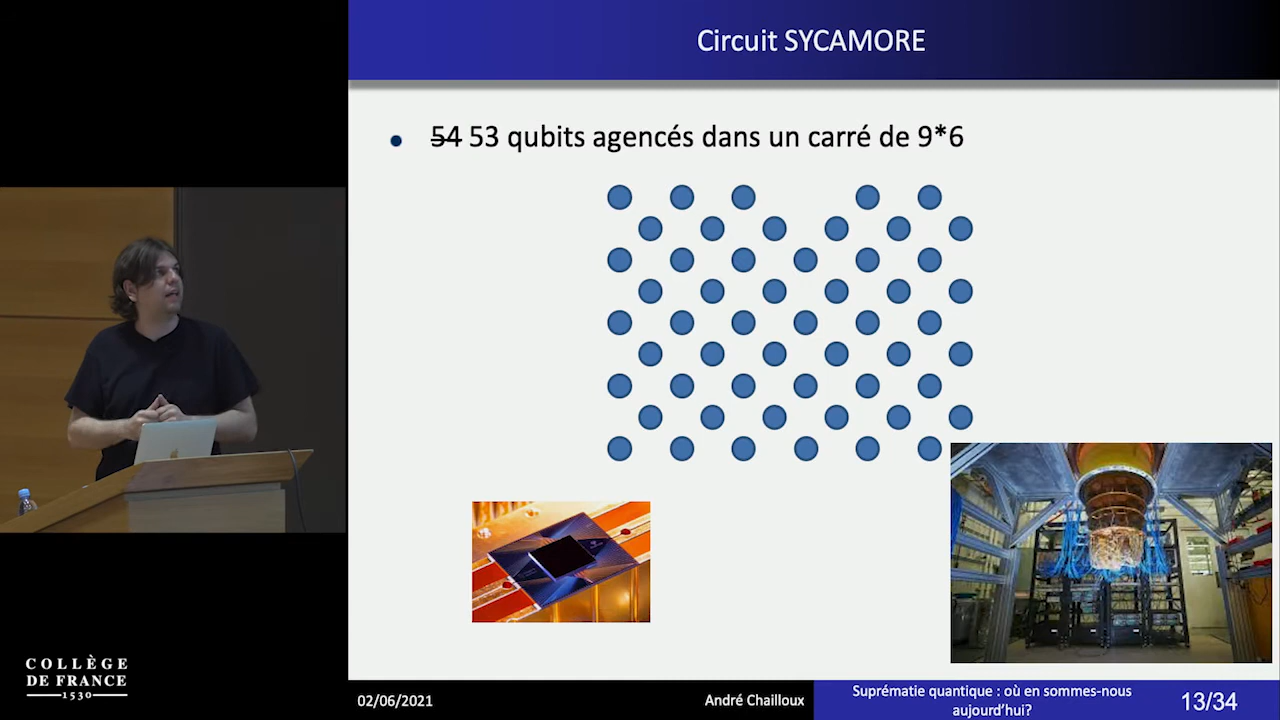 Circuit SYCAMORE
54 53 qubits agencés dans un carré de 9*6
COLLÈGE
DE FRANCE
1530
02/06/2021
André Chailloux
Suprématie quantique : où en sommes-nous
aujourd'hui?
13/34